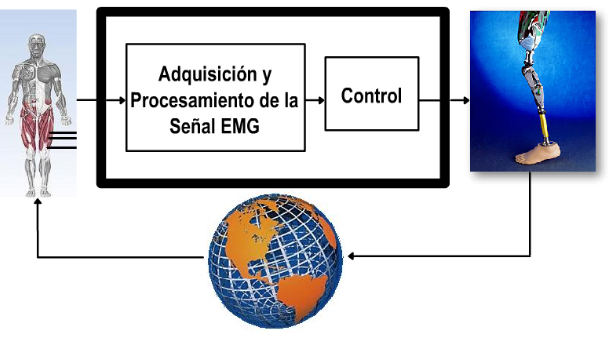 Adquisición y
Procesamiento de la
Señal EMG
Control